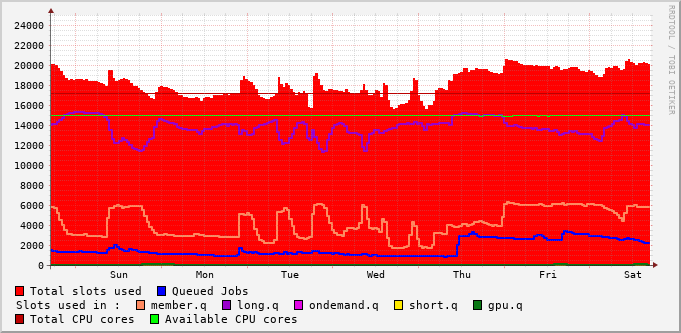 RRDTOOL / TOBI OETIKER
24000
22000
20000
18000
16000
14000
12000
10000
8000
6000
4000
2000
0
Sun Mon Tue Wed Thu Fri Sat
Total slots used Queued Jobs
Slots used in : member.q long.q ondemand.q short.q gpu.q
Total CPU cores Available CPU cores